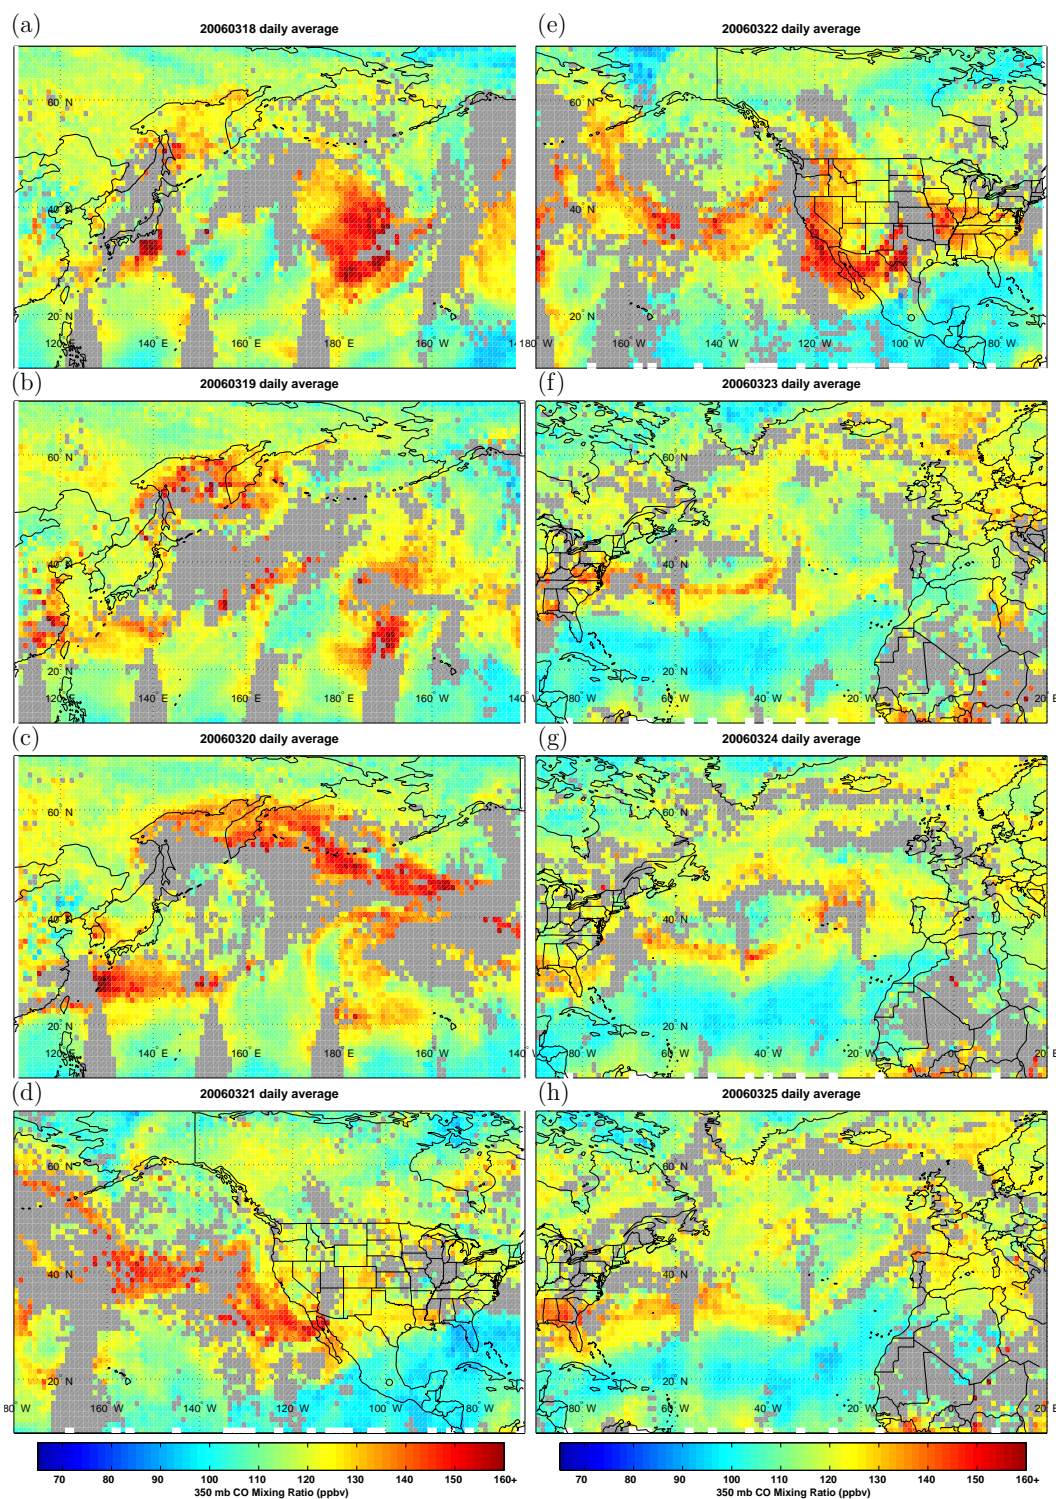 (a)
20060318 daily average
60° N
40° N
20° N
120° E 140° E 160° E 180° E 160° W
(b)
20060319 daily average
60° N
40° N
20° N
120° E 140° E 160° E 180° E 160° W 140° W
(c)
20060320 daily average
60° N
40° N
20° N
120° E 140° E 160° E 180° E 160° W 140° W
(d)
20060321 daily average
60° N
40° N
20° N
80° W 160° W 140° W 120° W 100° W 80° W
70 80 90 100 110 120 130 140 150 160+
350 mb CO Mixing Ratio (ppbv)
(e)
20060322 daily average
60° N
40° N
20° N
180° W 160° W 140° W 120° W 100° W 80° W
(f)
20060323 daily average
60° N
40° N
20° N
80° W 60° W 40° W 20° W 0° 20° E
(g)
20060324 daily average
60° N
40° N
20° N
80° W 60° W 40° W 20° W 0° 20° E
(h)
20060325 daily average
60° N
40° N
20° N
80° W 60° W 40° W 20° W 0° 20° E
70 80 90 100 110 120 130 140 150 160+
350 mb CO Mixing Ratio (ppbv)